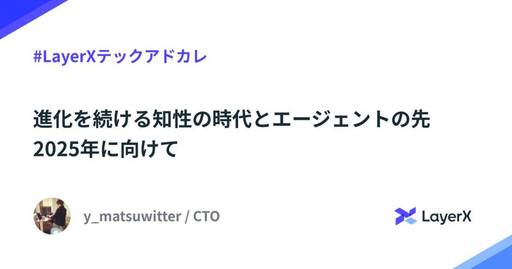 #LayerXテックアドカレ
進化を続ける知性の時代とエージェントの先
2025年に向けて
y_matsuwitter / CTO
LayerX